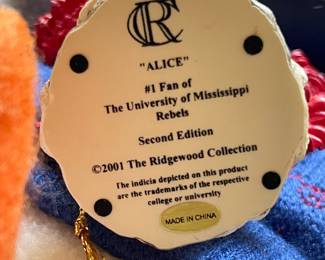 CR
"ALICE"
#1 Fan of
The University of Mississippi
Rebels
Second Edition
©2001 The Ridgewood Collection
The indicia depicted on this product
are the trademarks of the respective
college or university
MADE IN CHINA